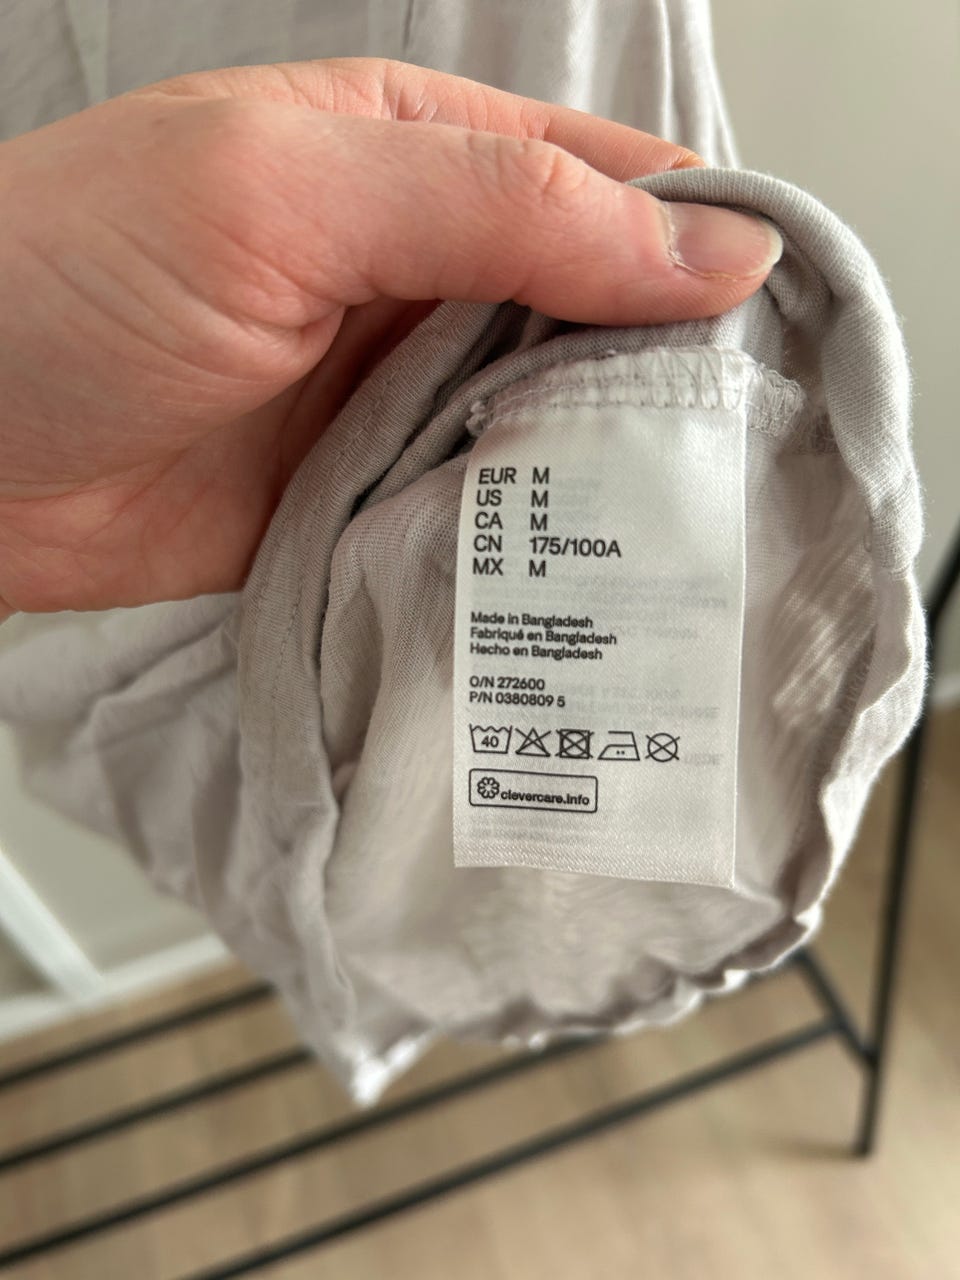 EUR M
US M
CA M
CN 175/100A
MX M
Made in Bangladesh
Fabriqué en Bangladesh
Hecho en Bangladesh
O/N 272600
P/N 0380809 5
40
clevercare.info